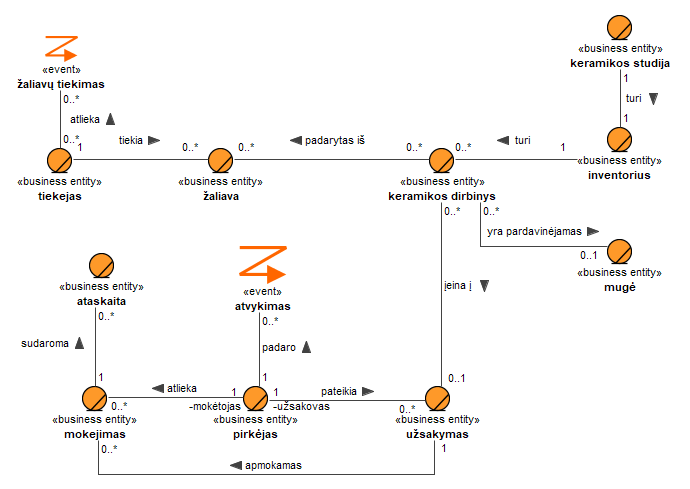 «business entity»
keramikos studija
1
turi
1
«business entity»
inventorius
«event»
žaliavų tiekimas
0..*
atlieka
0..*
1
tiekia
0..*
0..*
padarytas iš
0..*
0..*
turi
1
«business entity»
tiekejas
«business entity»
žaliava
«business entity»
keramikos dirbinys
0..*
0..*
yra pardavinėjamas
0..1
«business entity»
mugė
įeina į
0..1
«business entity»
ataskaita
0..*
sudaroma
1
«event»
atvykimas
0..*
padaro
1
atlieka
0..*
1
-mokėtojas
1
-užsakovas
pateikia
0..*
«business entity»
mokejimas
0..*
«business entity»
pirkėjas
«business entity»
užsakymas
1
apmokamas